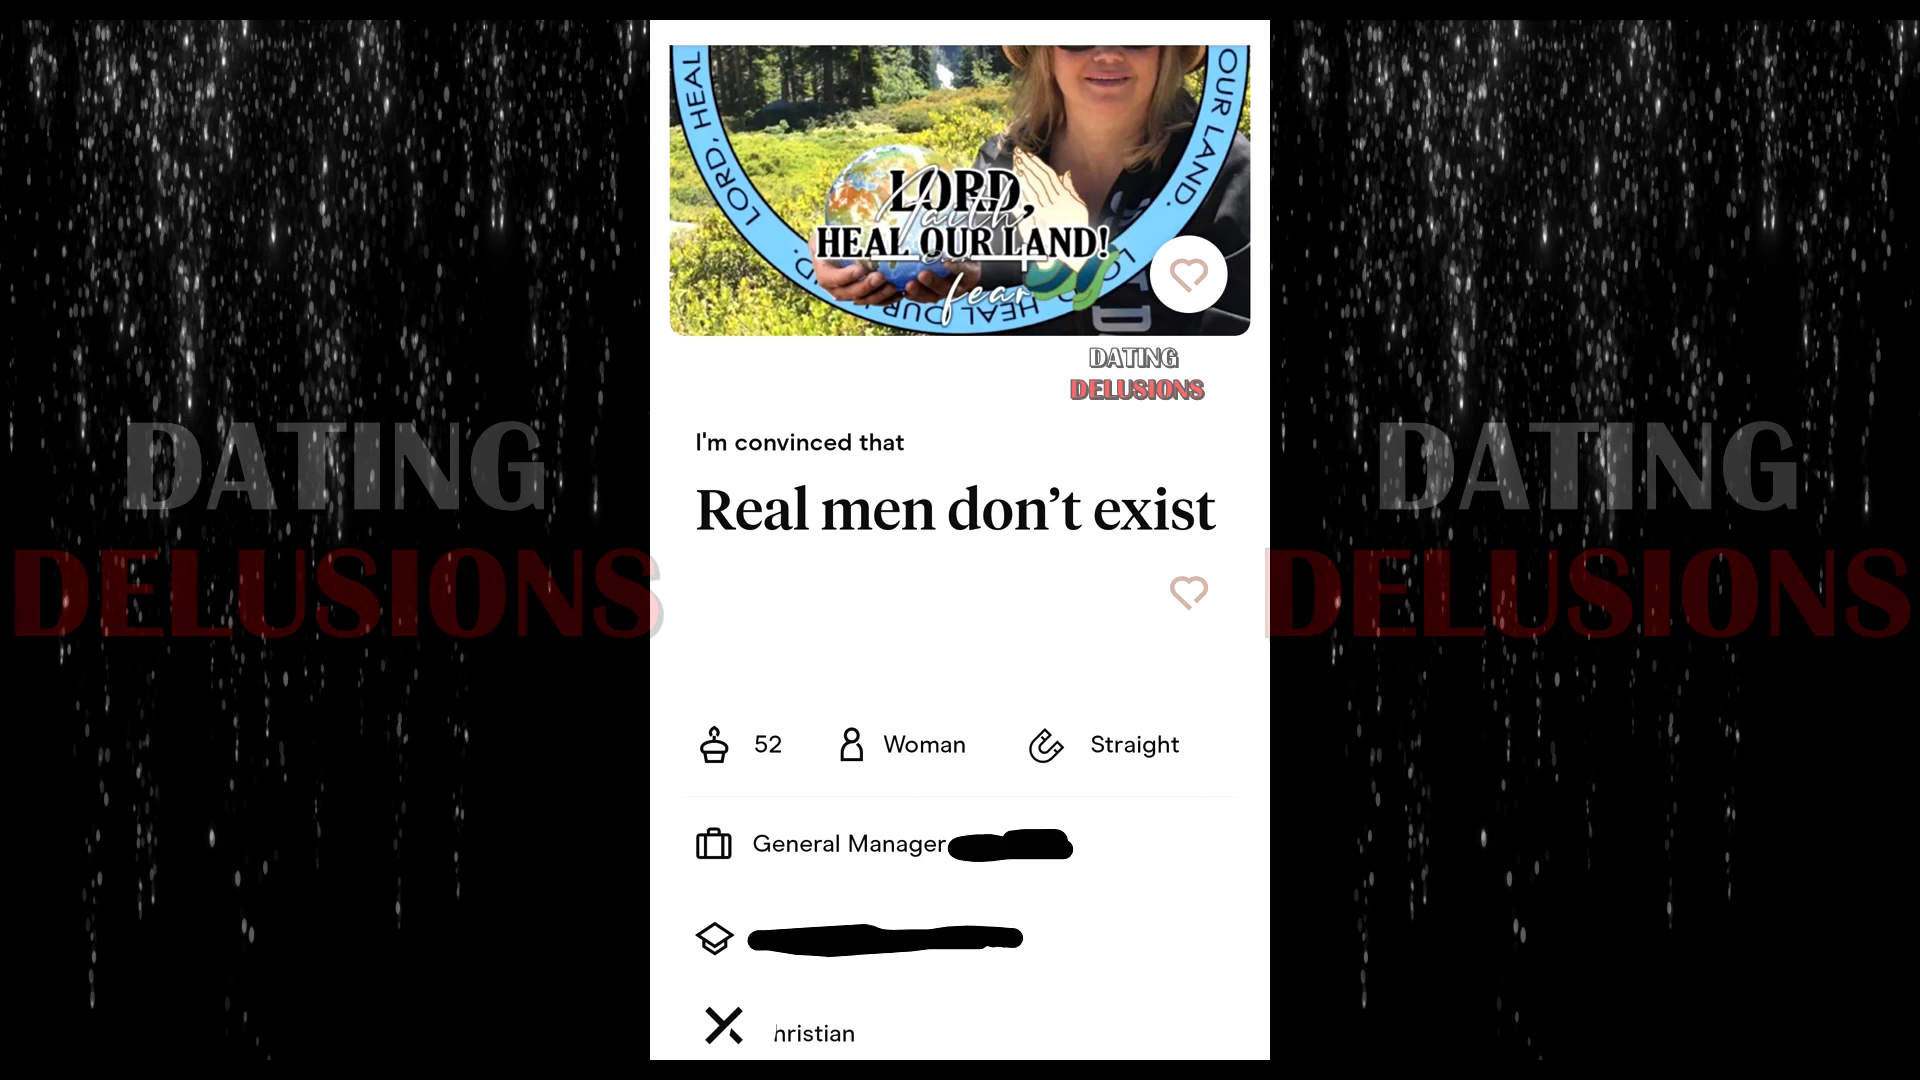 LORD, HEAL
OUR LAND.
LORD,
Faith
HEAL OUR LAND!
fear
HEAL OUR
DATING
DELUSIONS
I'm convinced that
Real men don’t exist
DATING
DELUSIONS
DATING
DELUSIONS
52 Woman Straight
General Manager
hristian